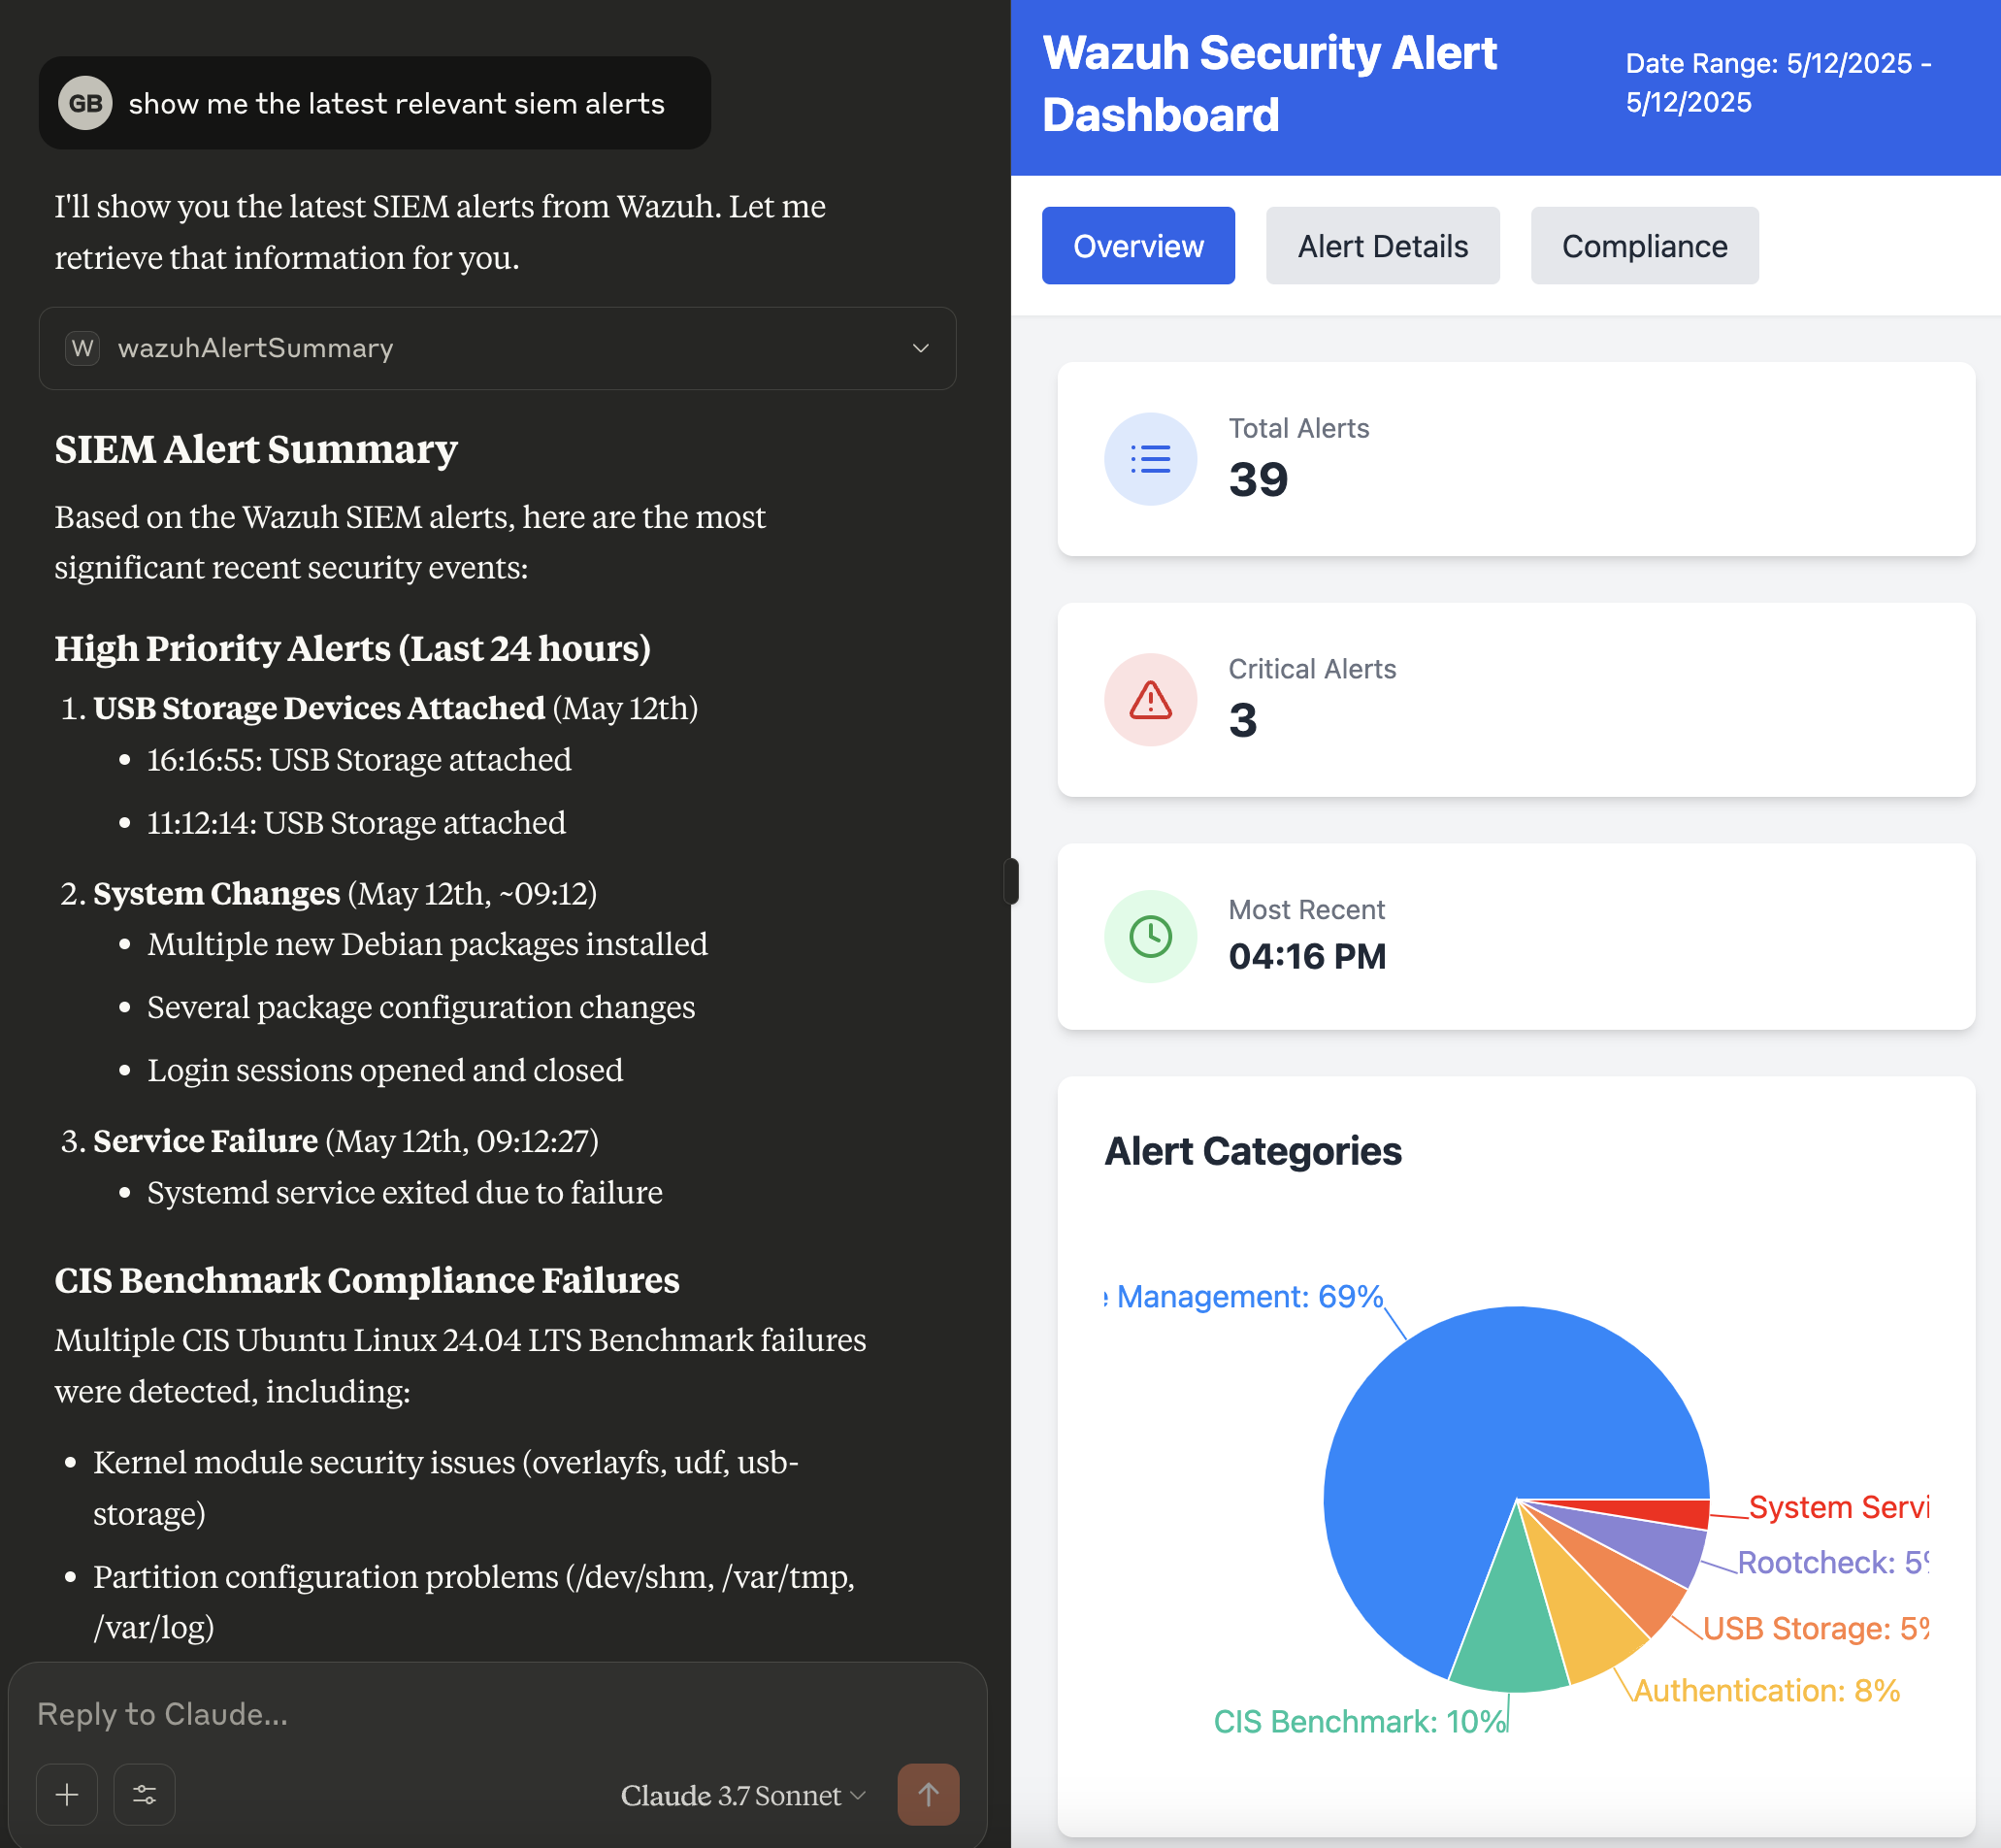 GB
show me the latest relevant siem alerts
I'll show you the latest SIEM alerts from Wazuh. Let me
retrieve that information for you.
W
wazuhAlertSummary
SIEM Alert Summary
Based on the Wazuh SIEM alerts, here are the most
significant recent security events:
High Priority Alerts (Last 24 hours)
1. USB Storage Devices Attached (May 12th)
• 16:16:55: USB Storage attached
• 11:12:14: USB Storage attached
2. System Changes (May 12th, ~09:12)
• Multiple new Debian packages installed
• Several package configuration changes
• Login sessions opened and closed
3. Service Failure (May 12th, 09:12:27)
• Systemd service exited due to failure
CIS Benchmark Compliance Failures
Multiple CIS Ubuntu Linux 24.04 LTS Benchmark failures
were detected, including:
• Kernel module security issues (overlayfs, udf, usb-
storage)
• Partition configuration problems (/dev/shm, /var/tmp,
/var/log)
Reply to Claude...
Claude 3.7 Sonnet
Wazuh Security Alert
Dashboard
Date Range: 5/12/2025 -
5/12/2025
Overview
Alert Details
Compliance
Total Alerts
39
Critical Alerts
3
Most Recent
04:16 PM
Alert Categories
Management: 69%
System Servi
Rootcheck: 5%
USB Storage: 5%
Authentication: 8%
CIS Benchmark: 10%